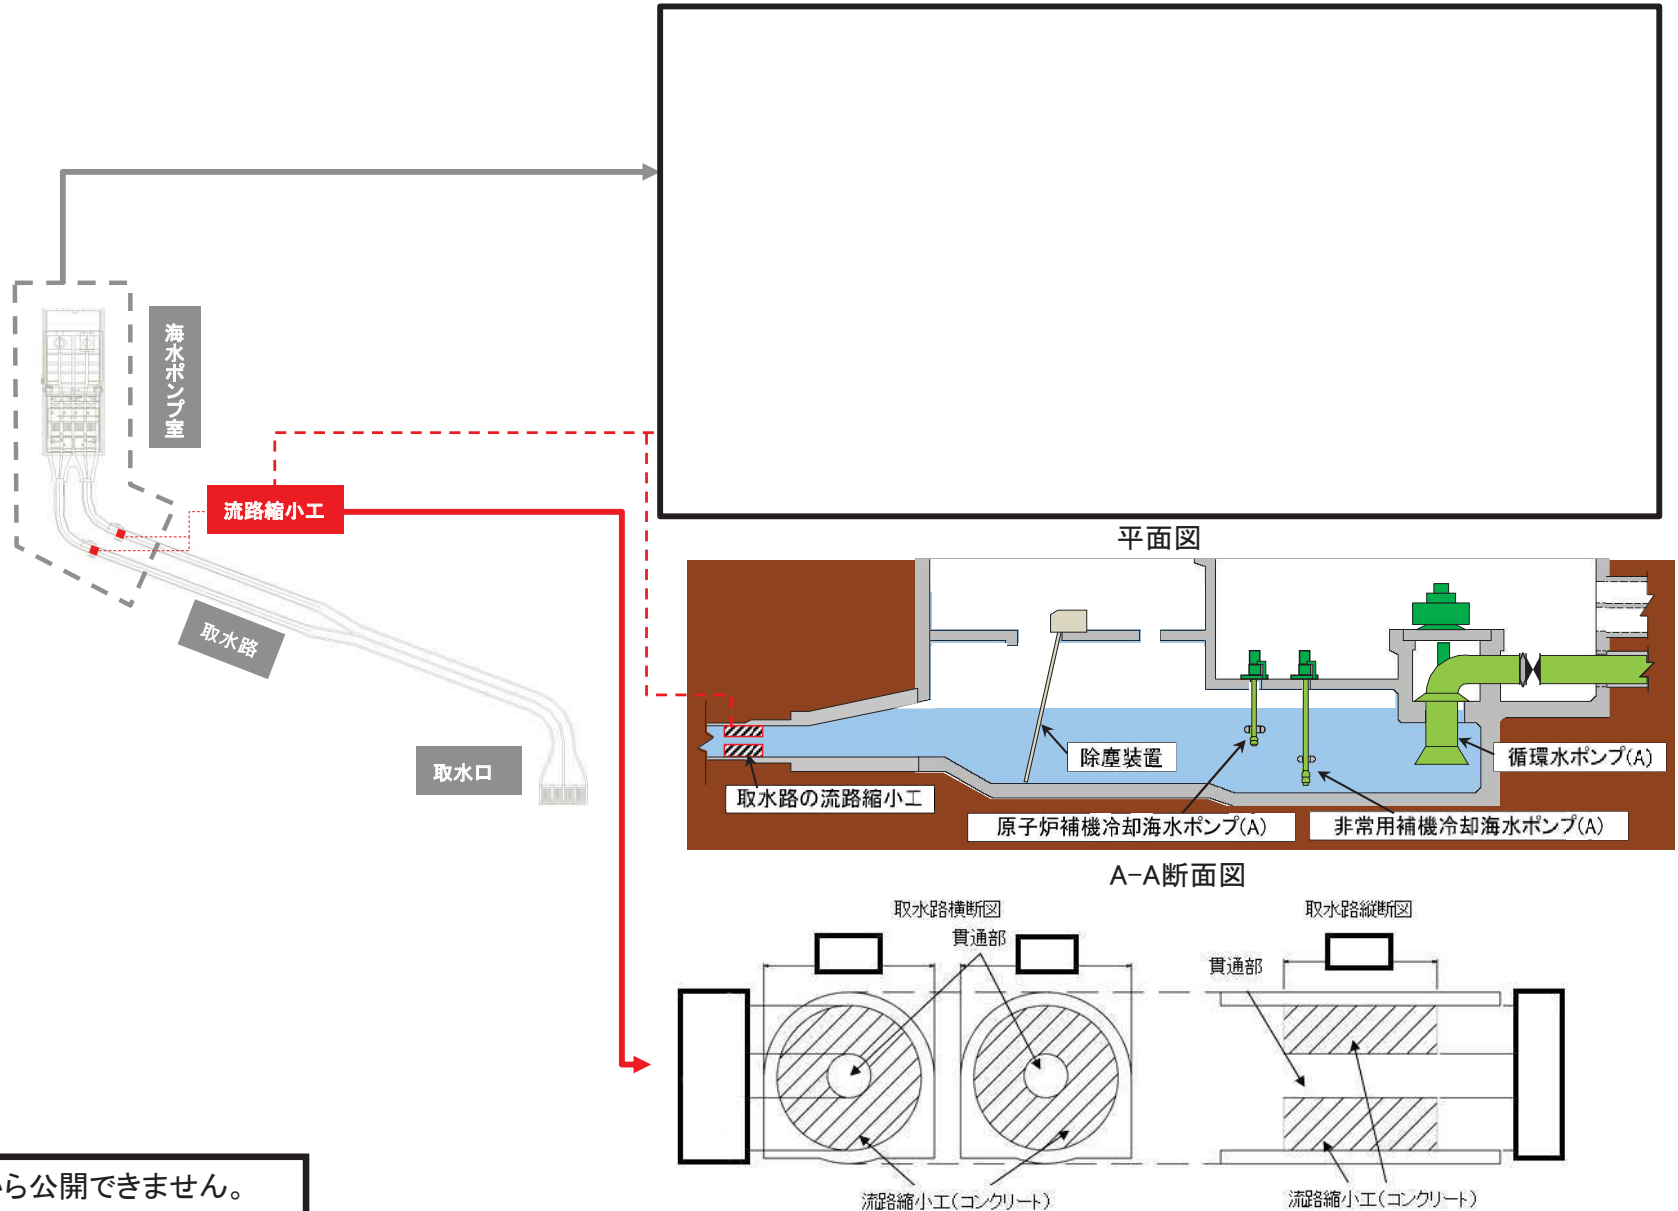 海水ポンプ室
流路縮小工
取水路
取水口
平面図
除塵装置
循環水ポンプ(A)
取水路の流路縮小工
原子炉補機冷却海水ポンプ(A)
非常用補機冷却海水ポンプ(A)
A-A断面図
取水路横断図
取水路縦断図
貫通部
貫通部
流路縮小工(コンクリート)
流路縮小工(コンクリート)
ら公開できません。